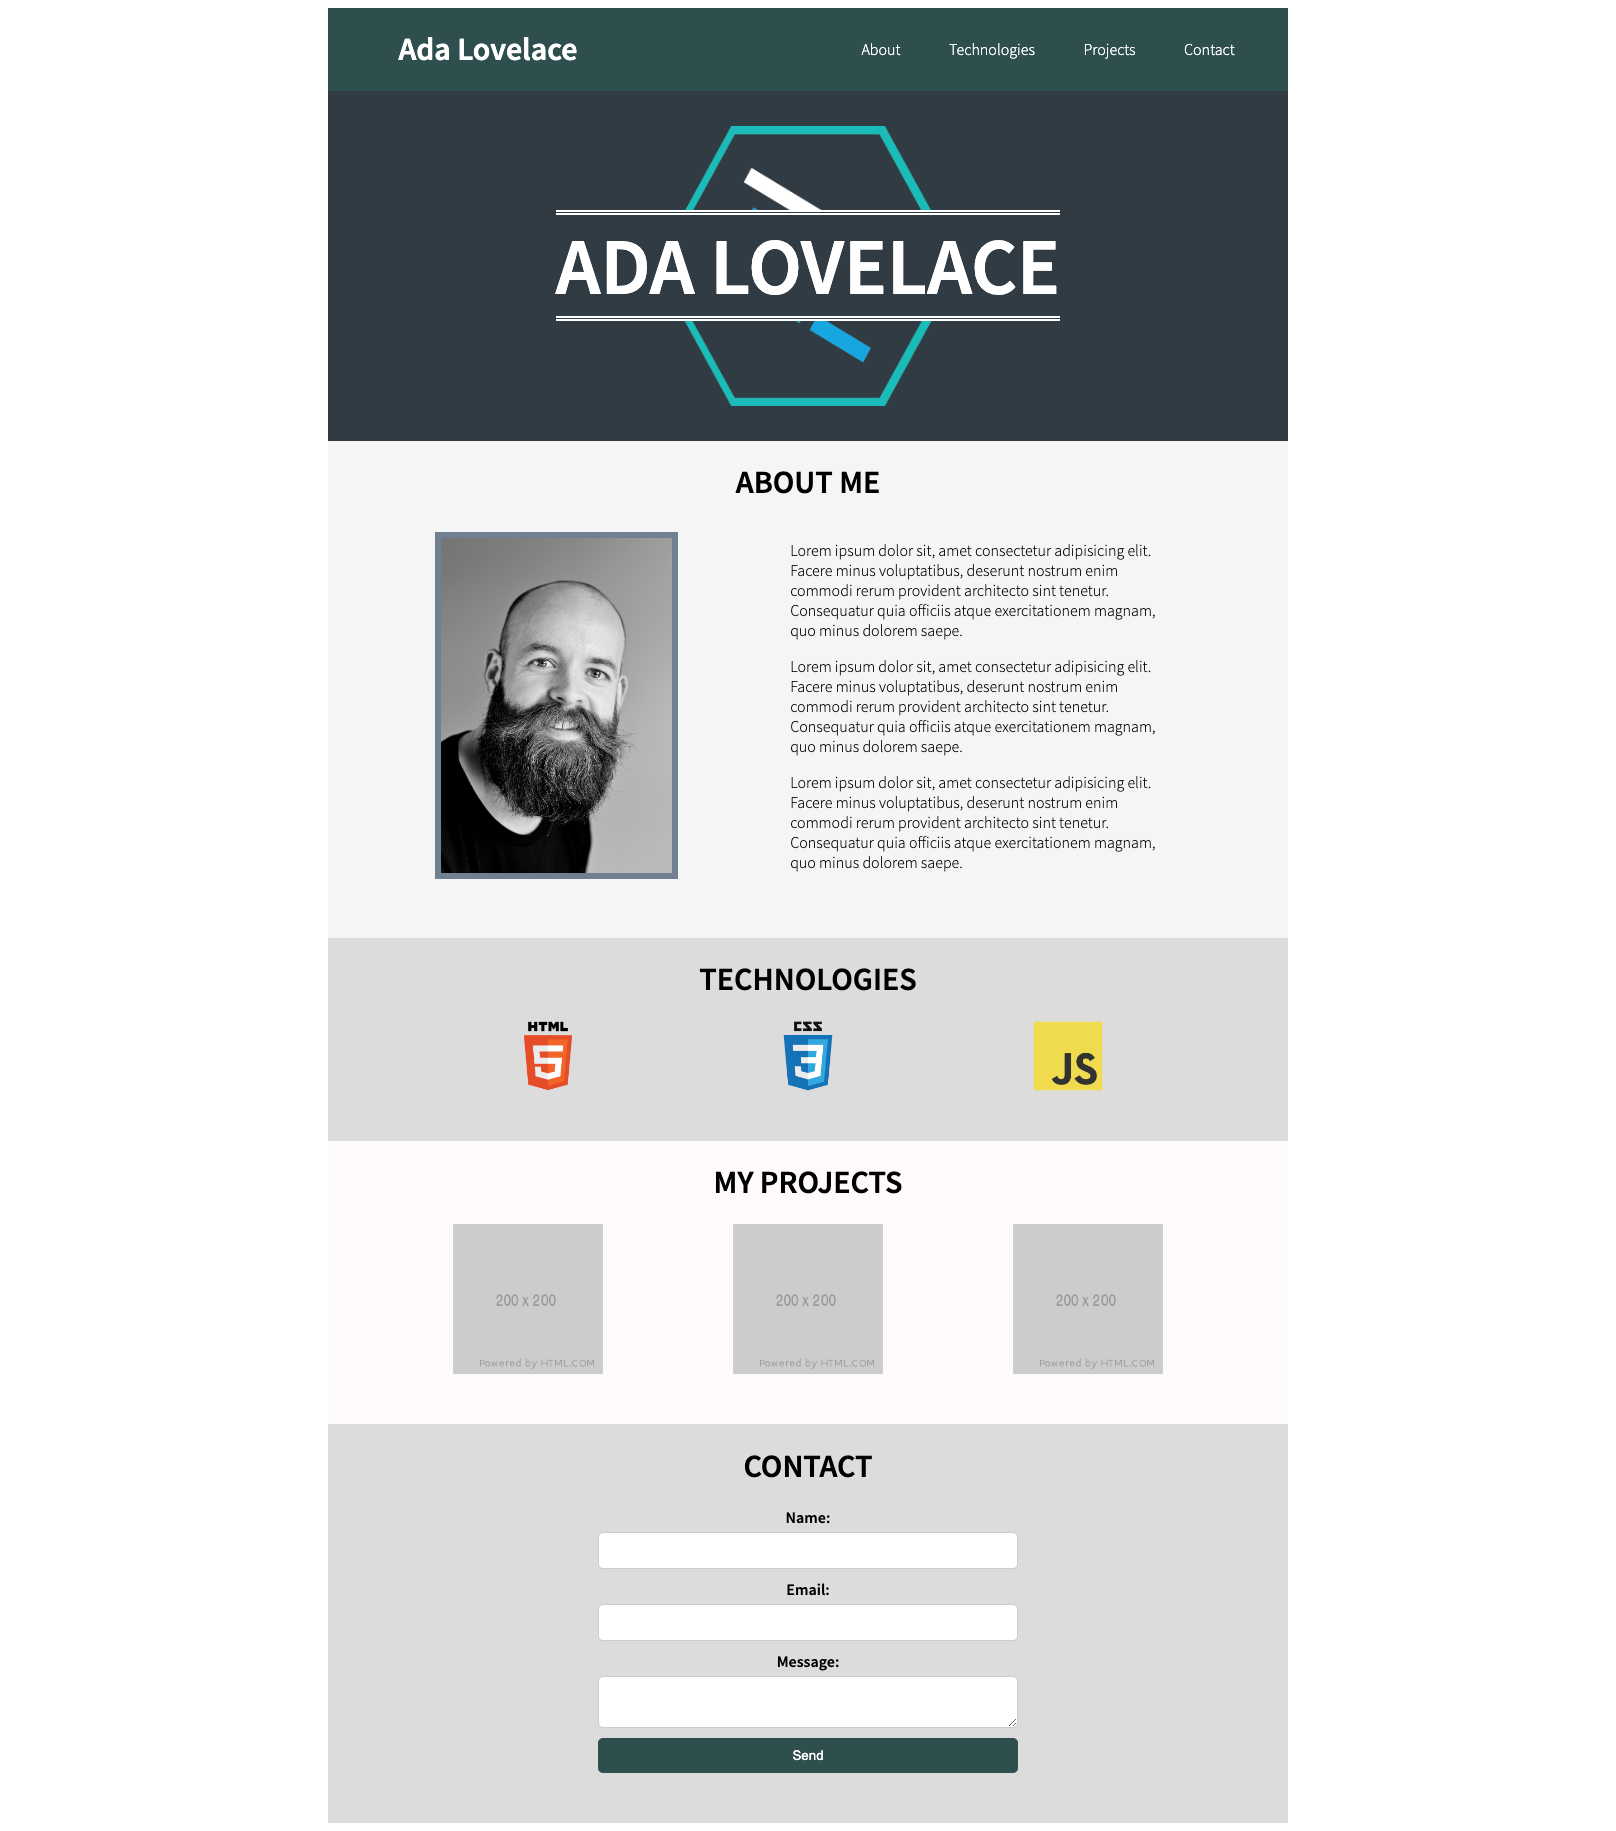 Ada Lovelace
About
Technologies
Projects
Contact
ADA LOVELACE
ABOUT ME
Lorem ipsum dolor sit, amet consectetur adipisicing elit.
Facere minus voluptatibus, deserunt nostrum enim
commodi rerum provident architecto sint tenetur.
Consequatur quia officiis atque exercitationem magnam,
quo minus dolorem saepe.
Lorem ipsum dolor sit, amet consectetur adipisicing elit.
Facere minus voluptatibus, deserunt nostrum enim
commodi rerum provident architecto sint tenetur.
Consequatur quia officiis atque exercitationem magnam,
quo minus dolorem saepe.
Lorem ipsum dolor sit, amet consectetur adipisicing elit.
Facere minus voluptatibus, deserunt nostrum enim
commodi rerum provident architecto sint tenetur.
Consequatur quia officiis atque exercitationem magnam,
quo minus dolorem saepe.
TECHNOLOGIES
HTML
5
CSS
3
JS
MY PROJECTS
200 x 200
Powered by HTML.COM
200 x 200
Powered by HTML.COM
200 x 200
Powered by HTML.COM
CONTACT
Name:
Email:
Message:
Send